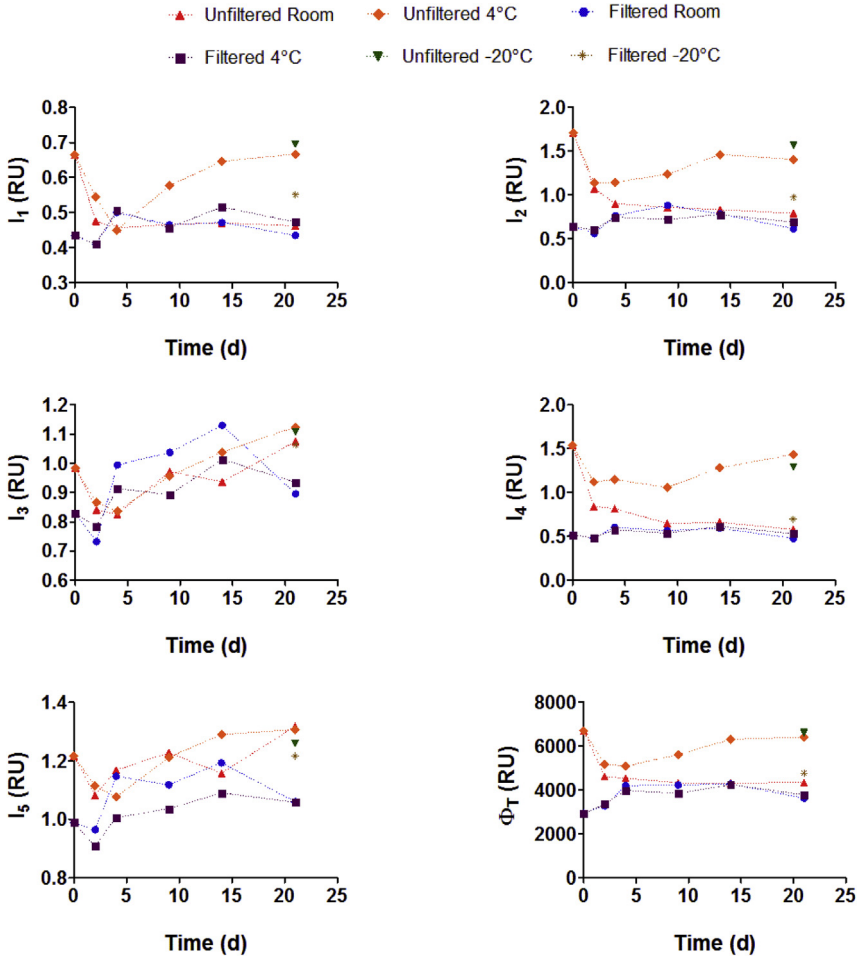 Unfiltered Room Unfiltered 4°C Filtered Room
Filtered 4°C Unfiltered -20°C Filtered -20°C
I1 (RU)
0.8
0.7
0.6
0.5
0.4
0.3
0 5 10 15 20 25
Time (d)
I2 (RU)
2.0
1.5
1.0
0.5
0.0
0 5 10 15 20 25
Time (d)
I3 (RU)
1.2
1.1
1.0
0.9
0.8
0.7
0.6
0 5 10 15 20 25
Time (d)
I4 (RU)
2.0
1.5
1.0
0.5
0.0
0 5 10 15 20 25
Time (d)
I5 (RU)
1.4
1.2
1.0
0.8
0 5 10 15 20 25
Time (d)
ΦT (RU)
8000
6000
4000
2000
0
0 5 10 15 20 25
Time (d)